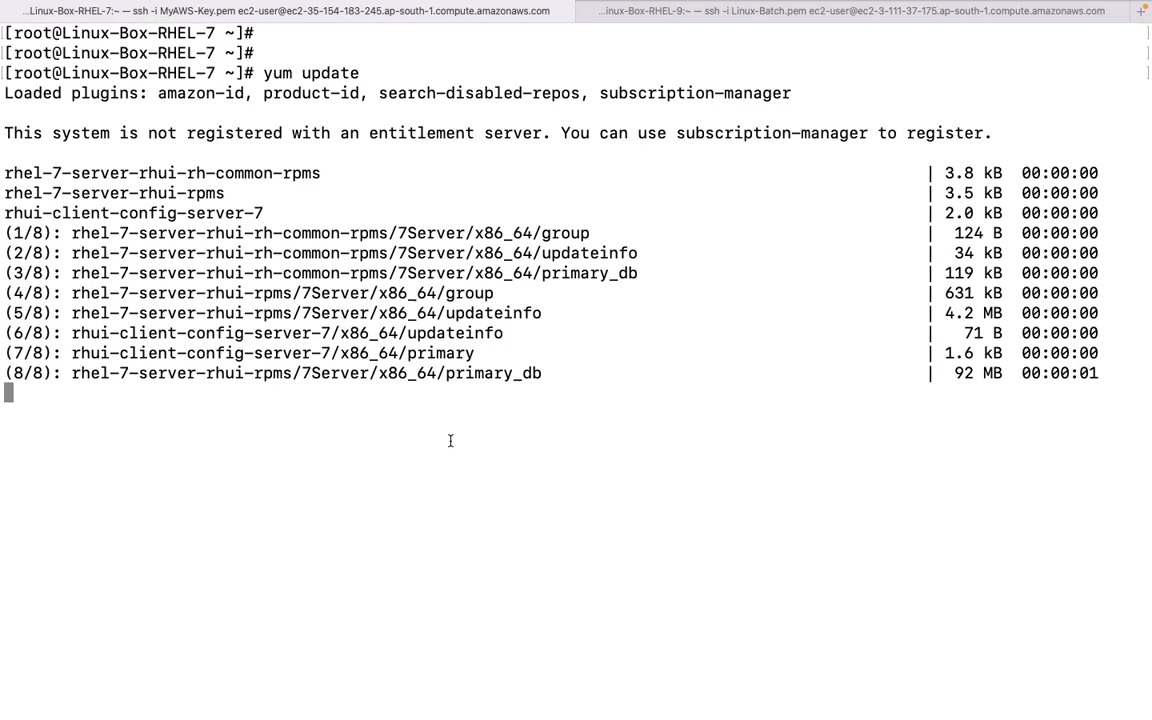 ...Linux-Box-RHEL-7:~ — ssh -i MyAWS-Key.pem ec2-user@ec2-35-154-183-245.ap-south-1.compute.amazonaws.com
...inux-Box-RHEL-9:~ — ssh -i Linux-Batch.pem ec2-user@ec2-3-111-37-175.ap-south-1.compute.amazonaws.com
[root@Linux-Box-RHEL-7 ~]#
[root@Linux-Box-RHEL-7 ~]#
[root@Linux-Box-RHEL-7 ~]# yum update
Loaded plugins: amazon-id, product-id, search-disabled-repos, subscription-manager
This system is not registered with an entitlement server. You can use subscription-manager to register.
rhel-7-server-rhui-rh-common-rpms | 3.8 kB 00:00:00
rhel-7-server-rhui-rpms | 3.5 kB 00:00:00
rhui-client-config-server-7 | 2.0 kB 00:00:00
(1/8): rhel-7-server-rhui-rh-common-rpms/7Server/x86_64/group | 124 B 00:00:00
(2/8): rhel-7-server-rhui-rh-common-rpms/7Server/x86_64/updateinfo | 34 kB 00:00:00
(3/8): rhel-7-server-rhui-rh-common-rpms/7Server/x86_64/primary_db | 119 kB 00:00:00
(4/8): rhel-7-server-rhui-rpms/7Server/x86_64/group | 631 kB 00:00:00
(5/8): rhel-7-server-rhui-rpms/7Server/x86_64/updateinfo | 4.2 MB 00:00:00
(6/8): rhui-client-config-server-7/x86_64/updateinfo | 71 B 00:00:00
(7/8): rhui-client-config-server-7/x86_64/primary | 1.6 kB 00:00:00
(8/8): rhel-7-server-rhui-rpms/7Server/x86_64/primary_db | 92 MB 00:00:01